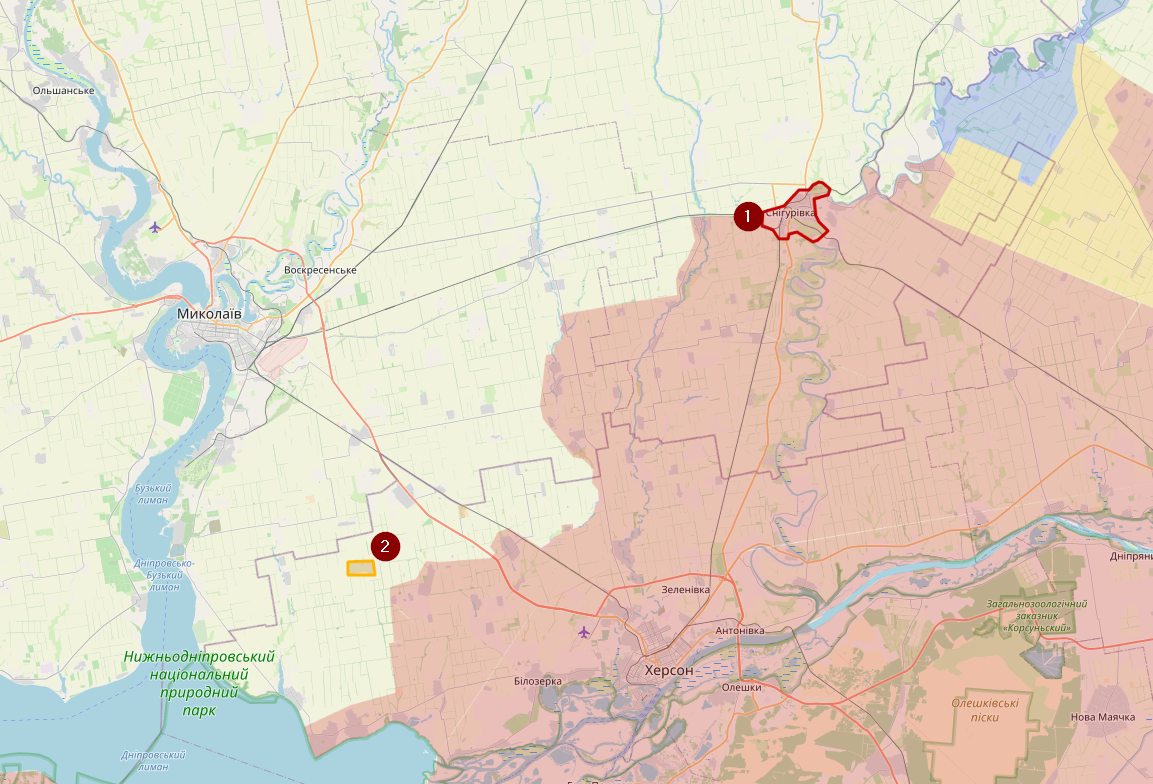 Ольшанське
1
Снігурівка
Воскресенське
Миколаїв
Бузький
лиман
2
Дніпровсько-
Бузький
лиман
Дніпряни
Зеленівка
Загальнозоологічний
заказник
«Корсунський»
Антонівка
Нижньодніпровський
національний
природний
парк
Херсон
Білозерка
Олешки
Олешківські
піски
Нова Маячка
Дніпровський
лиман